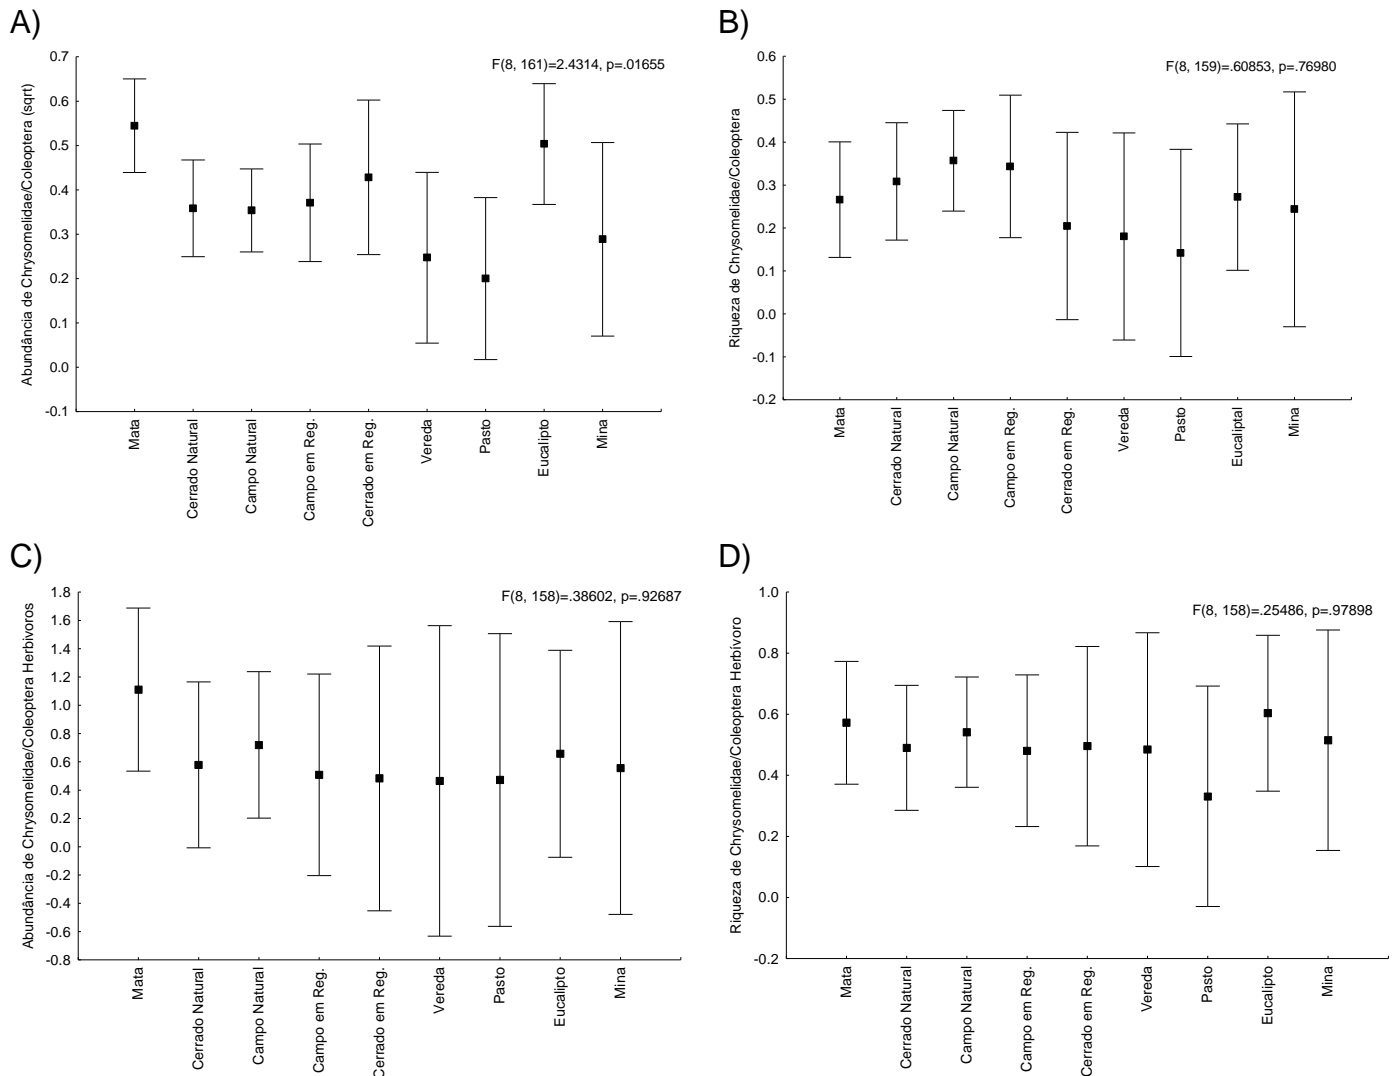 A)
F(8, 161)=2.4314, p=.01655
Abundância de Chrysomelidae/Coleoptera (sqrt)
0.7
0.6
0.5
0.4
0.3
0.2
0.1
0.0
-0.1
Mata
Cerrado Natural
Campo Natural
Campo em Reg.
Cerrado em Reg.
Vereda
Pasto
Eucalipto
Mina
B)
F(8, 159)=.60853, p=.76980
Riqueza de Chrysomelidae/Coleoptera
0.6
0.5
0.4
0.3
0.2
0.1
0.0
-0.1
-0.2
Mata
Cerrado Natural
Campo Natural
Campo em Reg.
Cerrado em Reg.
Vereda
Pasto
Eucaliptal
Mina
C)
F(8, 158)=.38602, p=.92687
Abundância de Chrysomelidae/Coleoptera Herbivoros
1.8
1.6
1.4
1.2
1.0
0.8
0.6
0.4
0.2
0.0
-0.2
-0.4
-0.6
-0.8
Mata
Cerrado Natural
Campo Natural
Campo em Reg.
Cerrado em Reg.
Vereda
Pasto
Eucalipto
Mina
D)
F(8, 158)=.25486, p=.97898
Riqueza de Chrysomelidae/Coleoptera Herbivoro
1.0
0.8
0.6
0.4
0.2
0.0
-0.2
Mata
Cerrado Natural
Campo Natural
Campo em Reg.
Cerrado em Reg.
Vereda
Pasto
Eucalipto
Mina